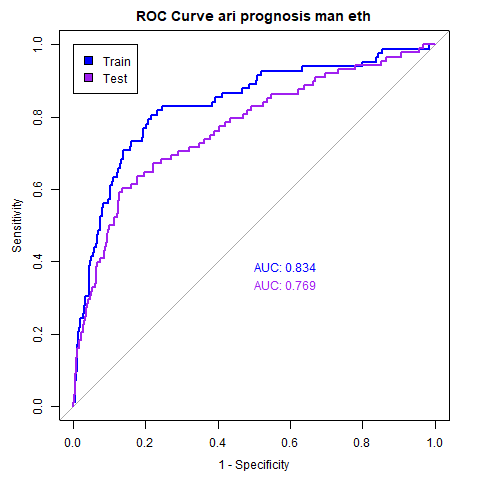 ROC Curve ari prognosis man eth
Train
Test
AUC: 0.834
AUC: 0.769
Sensitivity
0.0
0.2
0.4
0.6
0.8
1.0
0.0 0.2 0.4 0.6 0.8 1.0
1 - Specificity